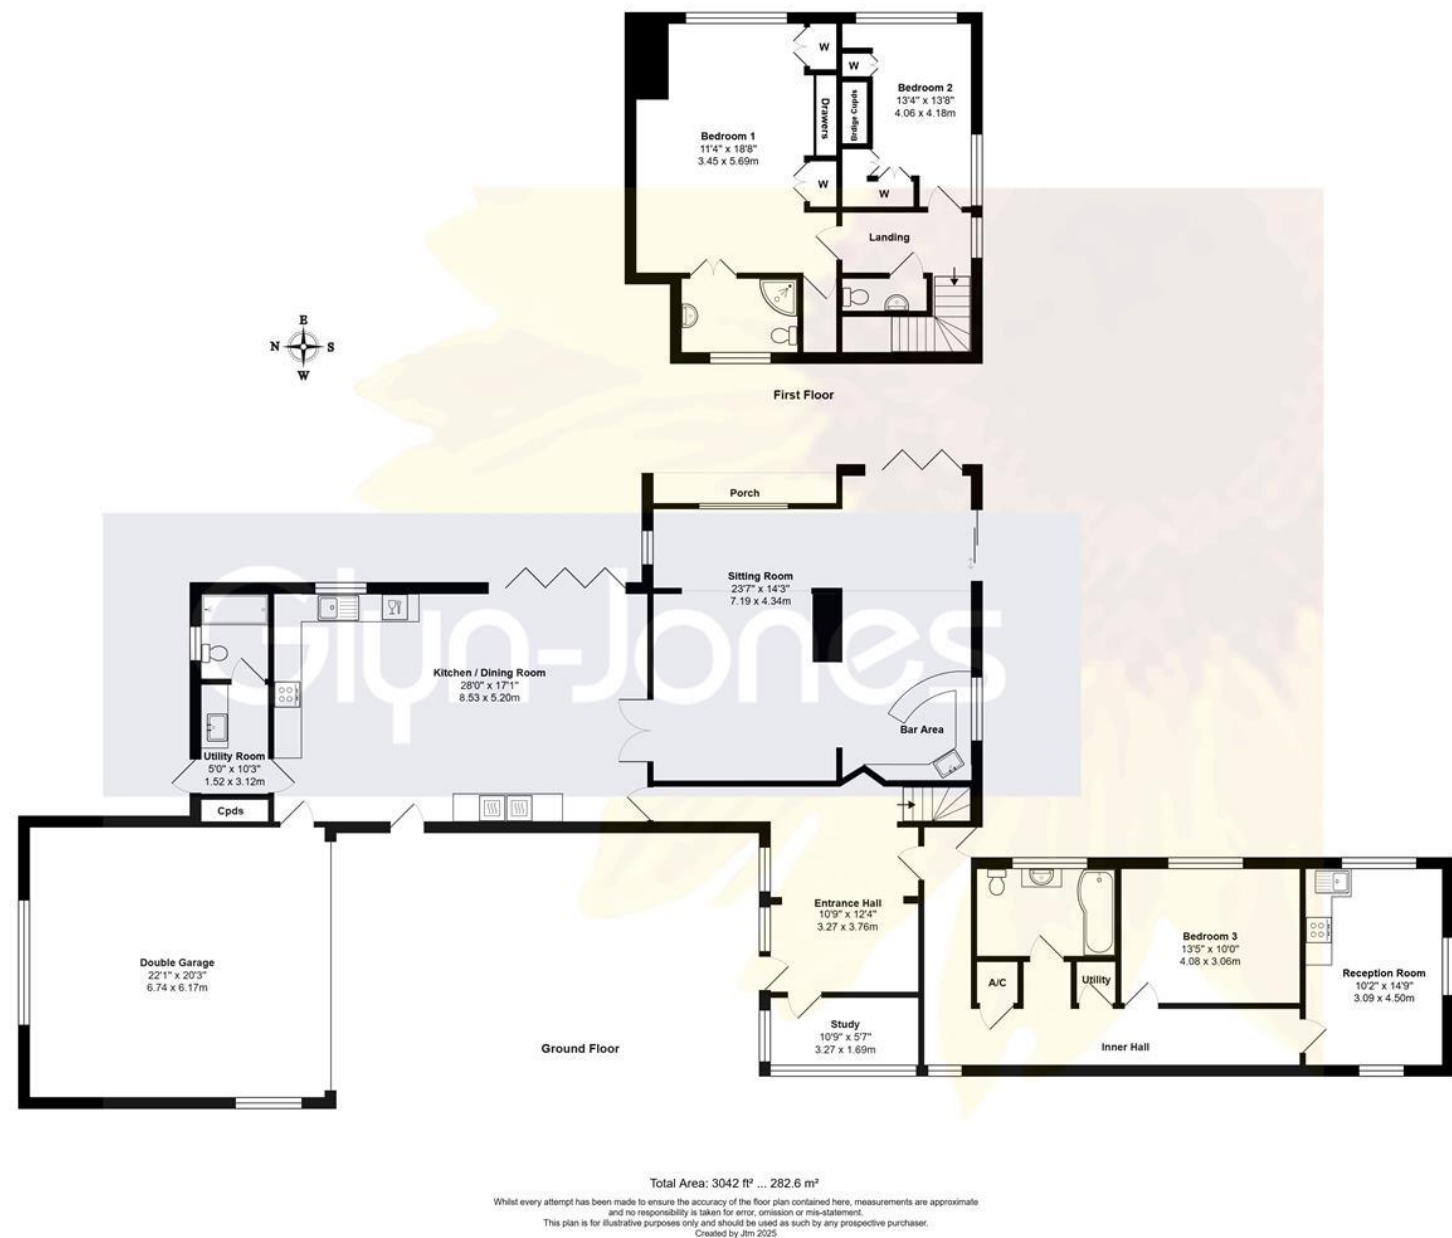 W
W
Drawers
Brdige Cupds
Bedroom 2
13'4" x 13'8"
4.06 x 4.18m
Bedroom 1
11'4" x 18'8"
3.45 x 5.69m
W
W
Landing
E
N S
W
First Floor
Porch
Sitting Room
23'7" x 14'3"
7.19 x 4.34m
Glyn-Jones
Kitchen / Dining Room
28'0" x 17'1"
8.53 x 5.20m
Bar Area
Utility Room
5'0" x 10'3"
1.52 x 3.12m
Cpds
Entrance Hall
10'9" x 12'4"
3.27 x 3.76m
Double Garage
22'1" x 20'3"
6.74 x 6.17m
Bedroom 3
13'5" x 10'0"
4.08 x 3.06m
Reception Room
10'2" x 14'9"
3.09 x 4.50m
A/C
Utility
Study
10'9" x 5'7"
3.27 x 1.69m
Ground Floor
Inner Hall
Total Area: 3042 ft² ... 282.6 m²
Whilst every attempt has been made to ensure the accuracy of the floor plan contained here, measurements are approximate
and no responsibility is taken for error, omission or mis-statement.
This plan is for illustrative purposes only and should be used as such by any prospective purchaser.
Created by Jtm 2025